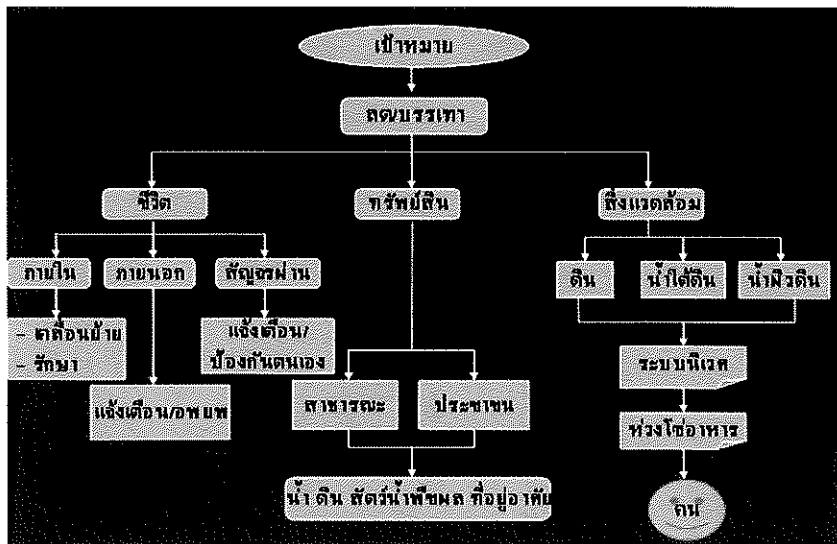 เป้าหมาย
ลด/บรรเทา
ชีวิต
ทรัพย์สิน
สิ่งแวดล้อม
ภายใน
ภายนอก
สัญจรผ่าน
ดิน
น้ำใต้ดิน
น้ำผิวดิน
- เคลื่อนย้าย
- รักษา
แจ้งเตือน/
ป้องกันตนเอง
แจ้งเตือน/อพยพ
สาธารณะ
ประชาชน
ระบบนิเวศ
ห่วงโซ่อาหาร
น้ำ ดิน สัตว์น้ำพืชผล ที่อยู่อาศัย
คน